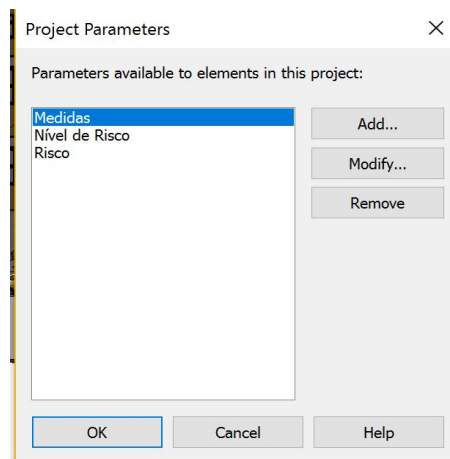 Project Parameters
Parameters available to elements in this project:
Medidas
Nível de Risco
Risco
Add...
Modify...
Remove
OK
Cancel
Help